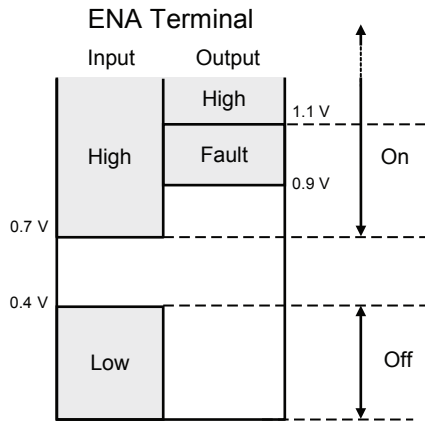 ENA Terminal
Input Output
High
1.1 V
High Fault On
0.9 V
0.7 V
0.4 V
Low Off